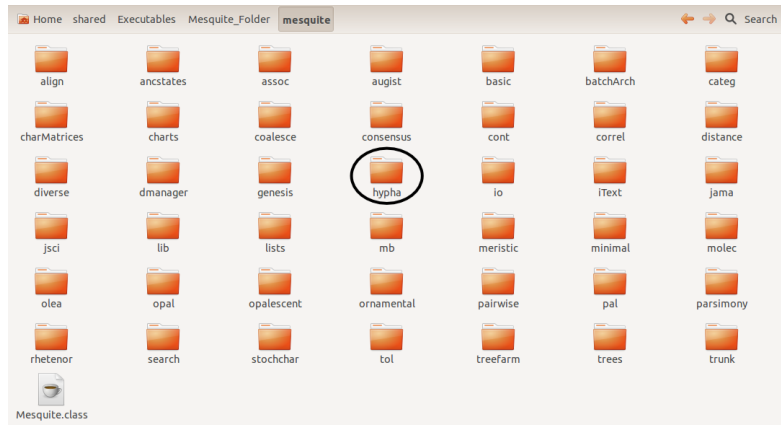 Home shared Executables Mesquite_Folder mesquite Search
align ancstates assoc augist basic batchArch categ
charMatrices charts coalesce consensus cont correl distance
diverse dmanager genesis hypha io iText jama
jsci lib lists mb meristic minimal molec
olea opal opalescent ornamental pairwise pal parsimony
rhetenor search stochchar tol treefarm trees trunk
Mesquite.class